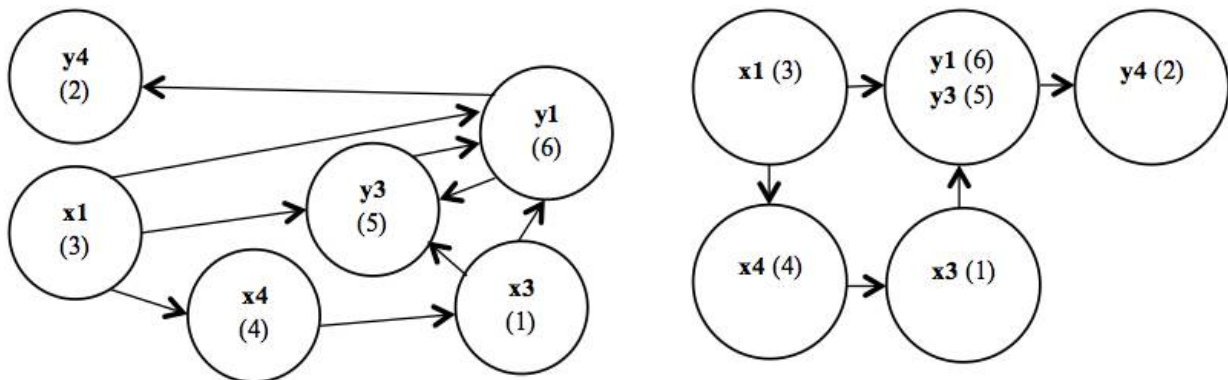 y4
(2)
y1
(6)
y3
(5)
x1
(3)
x4
(4)
x3
(1)
x1 (3)
y1 (6)
y3 (5)
y4 (2)
x4 (4)
x3 (1)